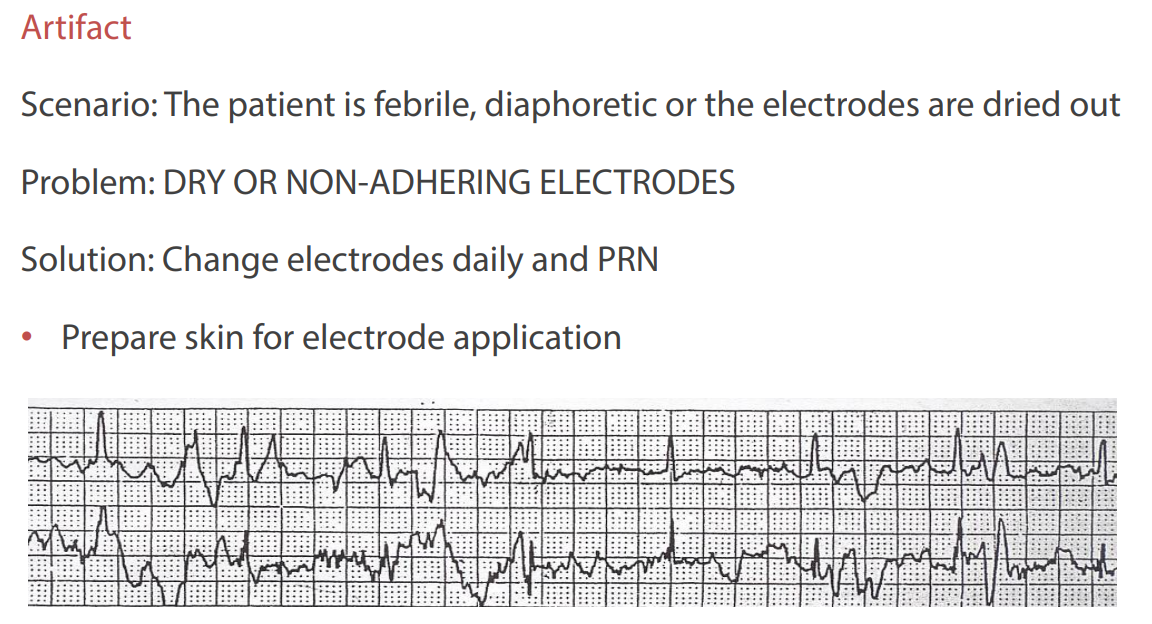 Artifact
Scenario: The patient is febrile, diaphoretic or the electrodes are dried out
Problem: DRY OR NON-ADHERING ELECTRODES
Solution: Change electrodes daily and PRN
• Prepare skin for electrode application